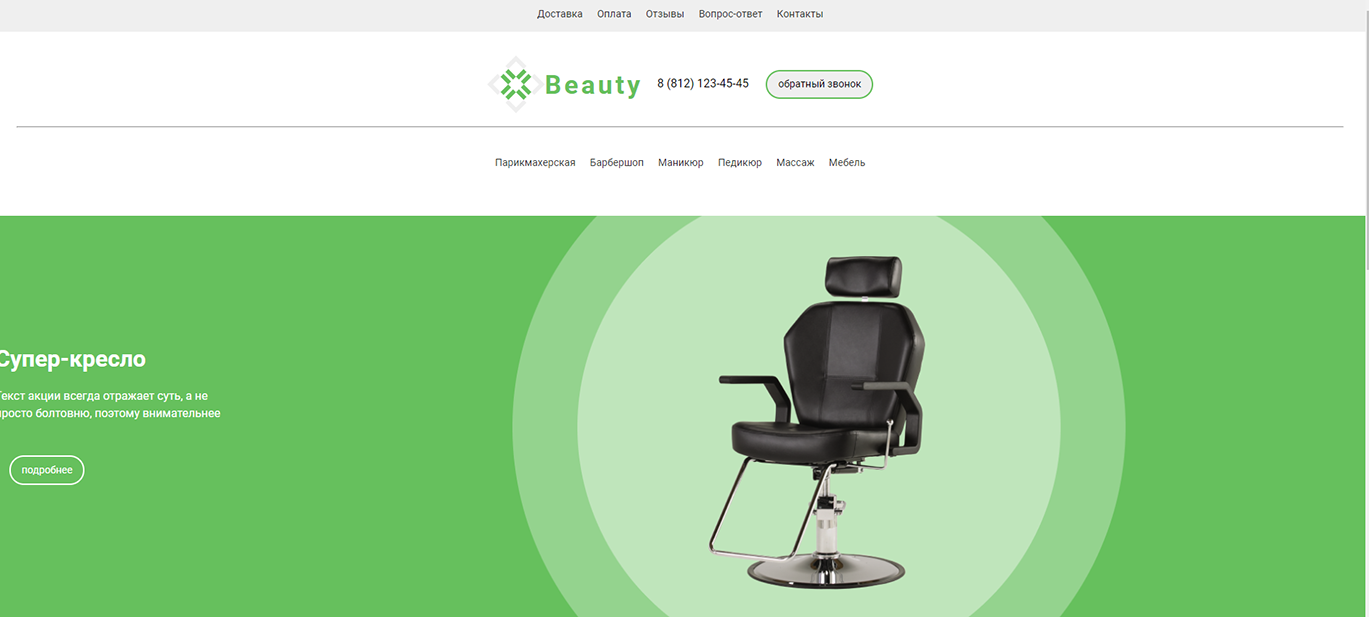 Доставка Оплата Отзывы Вопрос-ответ Контакты
Beauty 8 (812) 123-45-45 обратный звонок
Парикмахерская Барбершоп Маникюр Педикюр Массаж Мебель
Супер-кресло
Текст акции всегда отражает суть, а не
просто болтовню, поэтому внимательнее
подробнее